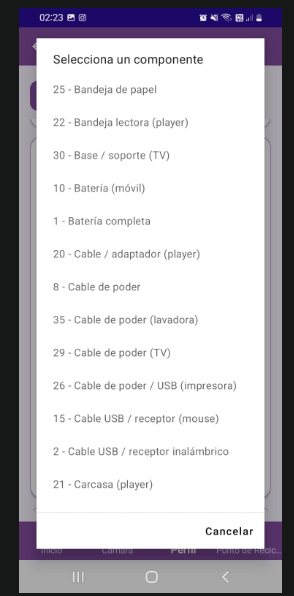 02:23
Selecciona un componente
25 - Bandeja de papel
22 - Bandeja lectora (player)
30 - Base / soporte (TV)
10 - Batería (móvil)
1 - Batería completa
20 - Cable / adaptador (player)
8 - Cable de poder
35 - Cable de poder (lavadora)
29 - Cable de poder (TV)
26 - Cable de poder / USB (impresora)
15 - Cable USB / receptor (mouse)
2 - Cable USB / receptor inalámbrico
21 - Carcasa (player)
Cancelar
Inicio Cámara Perfil Punto de Recic...